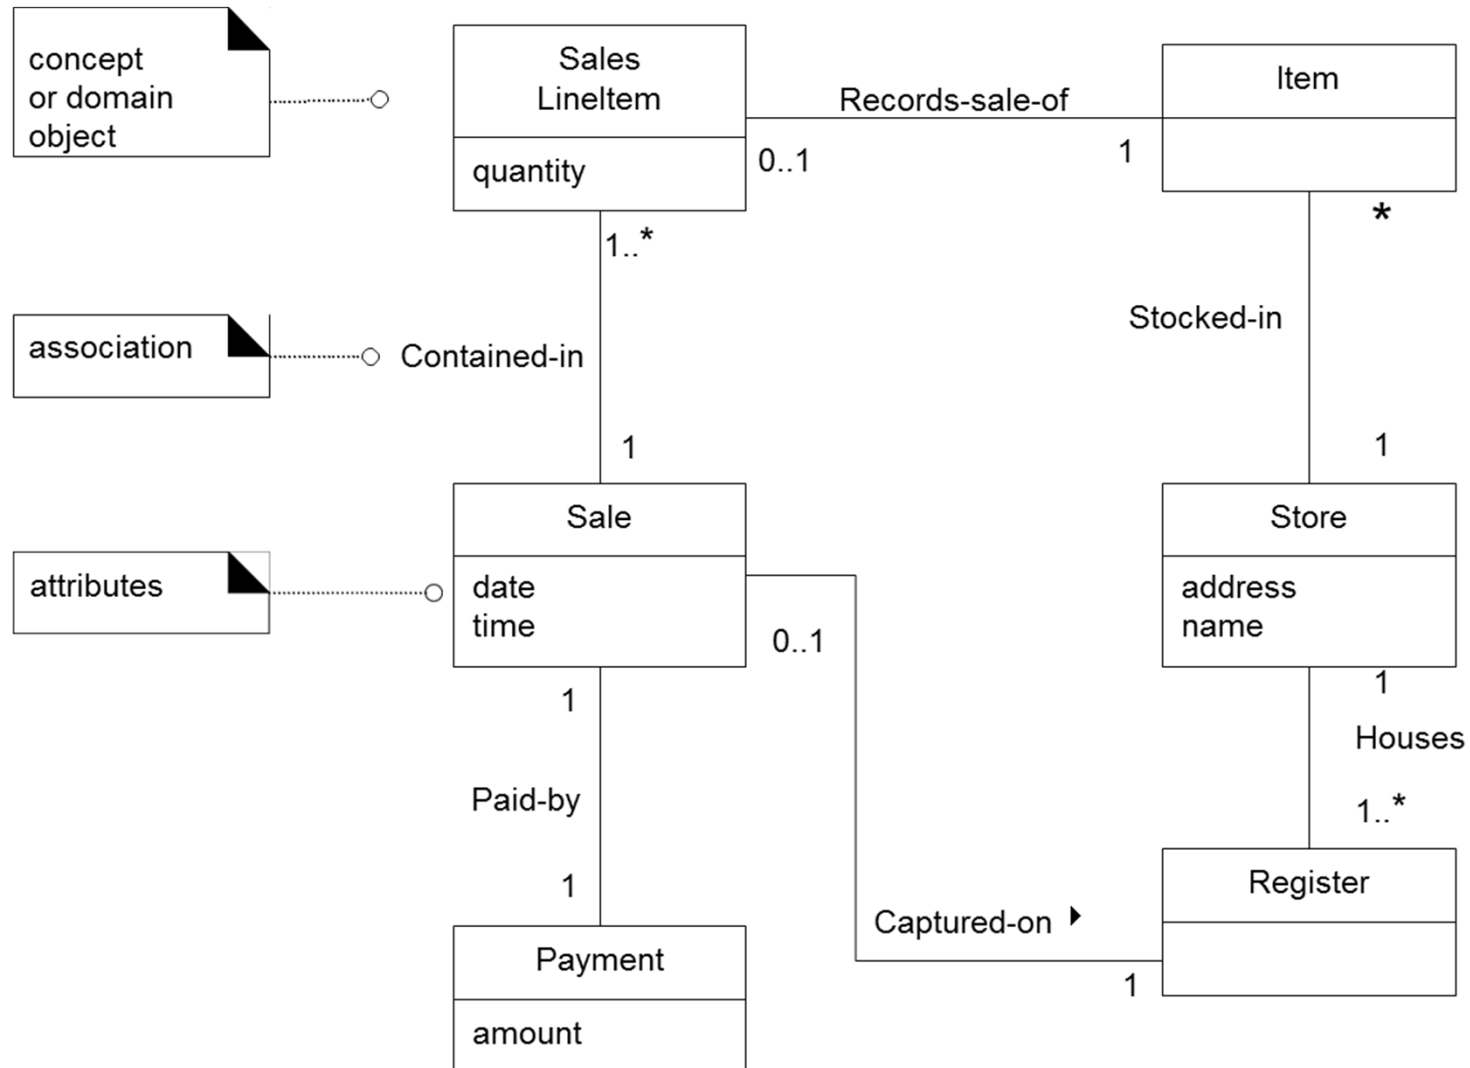 concept
or domain
object
Sales
LineItem
quantity
Records-sale-of
0..1
1
Item
*
1..*
association
Contained-in
Stocked-in
1
1
attributes
Sale
date
time
0..1
Store
address
name
1
1
Houses
Paid-by
1..*
1
Captured-on
Register
1
Payment
amount